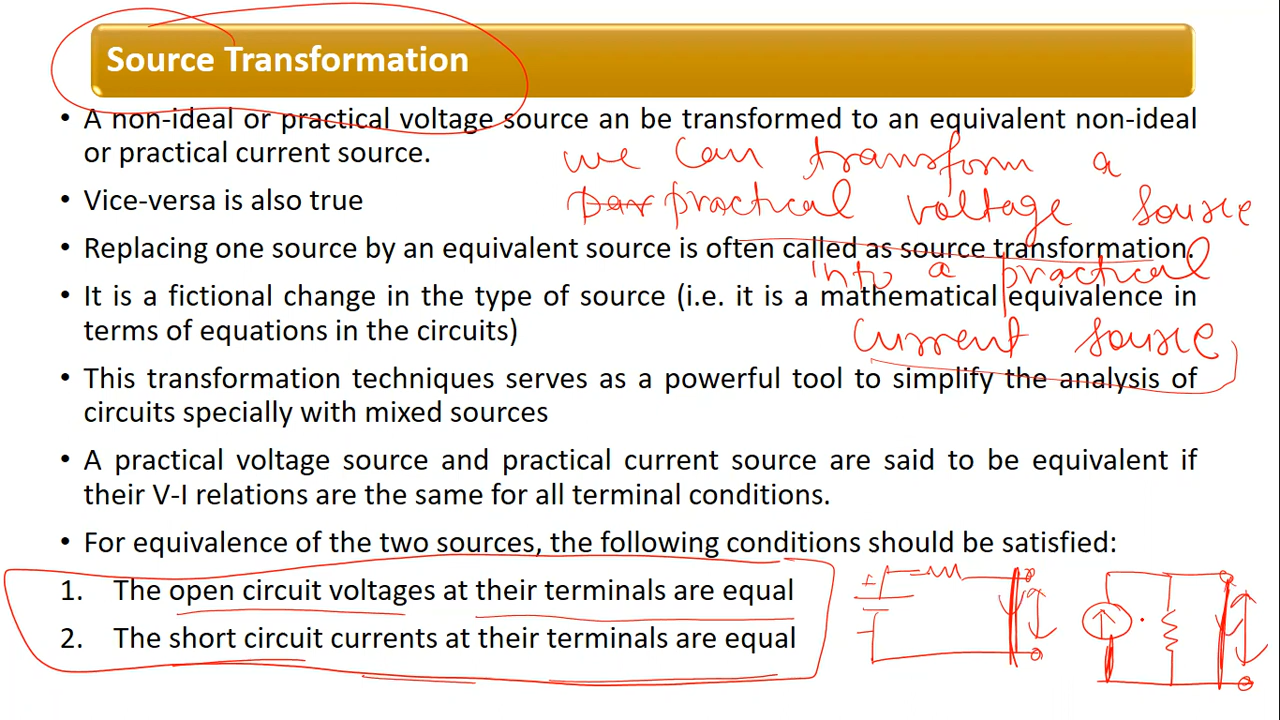 Source Transformation
• A non-ideal or practical voltage source an be transformed to an equivalent non-ideal
or practical current source.
we can transform a
• Vice-versa is also true
par practical voltage source
• Replacing one source by an equivalent source is often called as source transformation.
into a practical
• It is a fictional change in the type of source (i.e. it is a mathematical equivalence in
terms of equations in the circuits)
current source
• This transformation techniques serves as a powerful tool to simplify the analysis of
circuits specially with mixed sources
• A practical voltage source and practical current source are said to be equivalent if
their V-I relations are the same for all terminal conditions.
• For equivalence of the two sources, the following conditions should be satisfied:
1. The open circuit voltages at their terminals are equal
2. The short circuit currents at their terminals are equal